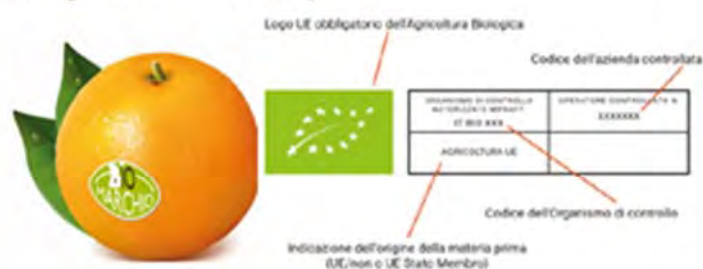 Logo UE obbligatorio dell'Agricoltura Biologica
Codice dell'azienda controllata
ORGANISMO DI CONTROLLO
AUTORIZZATO MIPAAFT
IT BIO XXX
OPERATORE CONTROLLATO N.
XXXXXXX
AGRICOLTURA UE
BIO
MARCHIO
Codice dell'Organismo di controllo
Indicazione dell'origine della materia prima
(UE/non o UE Stato Membro)